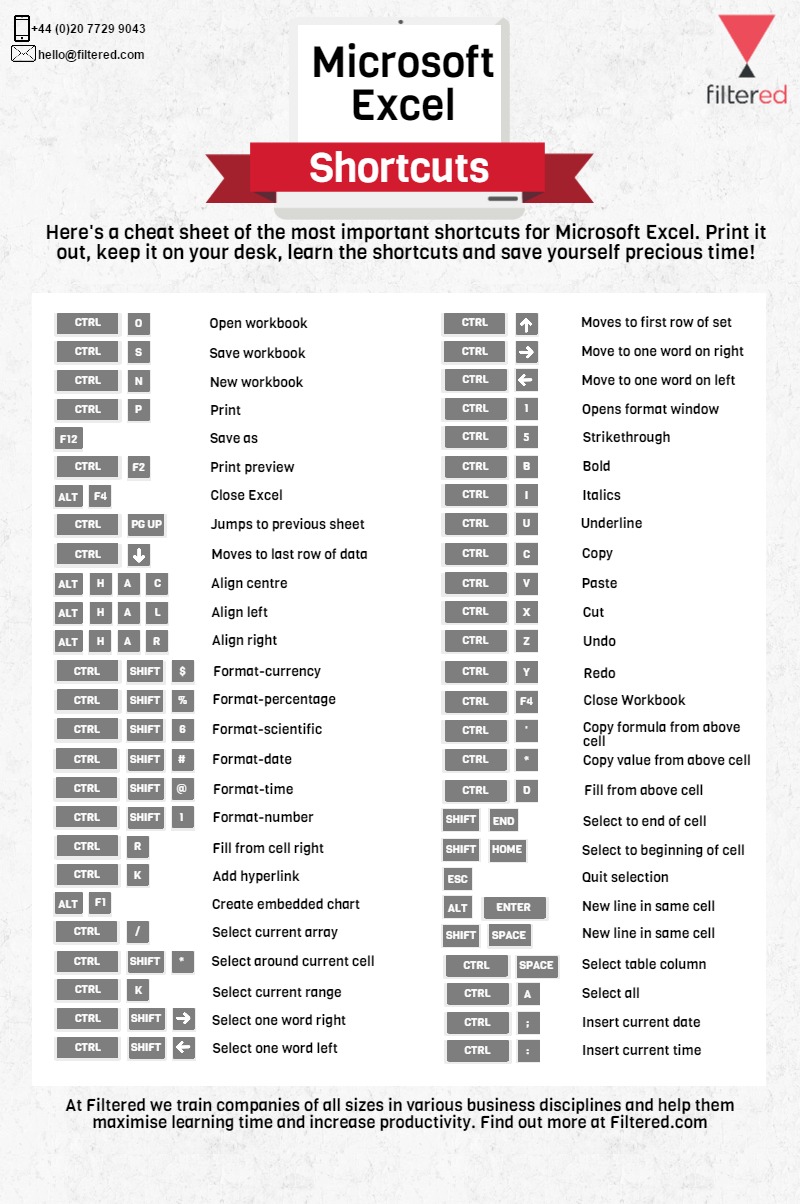 +44 (0)20 7729 9043
hello@filtered.com
Microsoft
Excel
filtered
Shortcuts
Here's a cheat sheet of the most important shortcuts for Microsoft Excel. Print it
out, keep it on your desk, learn the shortcuts and save yourself precious time!
CTRL O Open workbook
CTRL S Save workbook
CTRL N New workbook
CTRL P Print
F12 Save as
CTRL F2 Print preview
ALT F4 Close Excel
CTRL PG UP Jumps to previous sheet
CTRL ↓ Moves to last row of data
ALT H A C Align centre
ALT H A L Align left
ALT H A R Align right
CTRL SHIFT $ Format-currency
CTRL SHIFT % Format-percentage
CTRL SHIFT 6 Format-scientific
CTRL SHIFT # Format-date
CTRL SHIFT @ Format-time
CTRL SHIFT 1 Format-number
CTRL R Fill from cell right
CTRL K Add hyperlink
ALT F1 Create embedded chart
CTRL / Select current array
CTRL SHIFT * Select around current cell
CTRL K Select current range
CTRL SHIFT → Select one word right
CTRL SHIFT ← Select one word left
CTRL ↑ Moves to first row of set
CTRL → Move to one word on right
CTRL ← Move to one word on left
CTRL 1 Opens format window
CTRL 5 Strikethrough
CTRL B Bold
CTRL I Italics
CTRL U Underline
CTRL C Copy
CTRL V Paste
CTRL X Cut
CTRL Z Undo
CTRL Y Redo
CTRL F4 Close Workbook
CTRL ' Copy formula from above
cell
CTRL " Copy value from above cell
CTRL D Fill from above cell
SHIFT END Select to end of cell
SHIFT HOME Select to beginning of cell
ESC Quit selection
ALT ENTER New line in same cell
SHIFT SPACE New line in same cell
CTRL SPACE Select table column
CTRL A Select all
CTRL ; Insert current date
CTRL : Insert current time
At Filtered we train companies of all sizes in various business disciplines and help them
maximise learning time and increase productivity. Find out more at Filtered.com